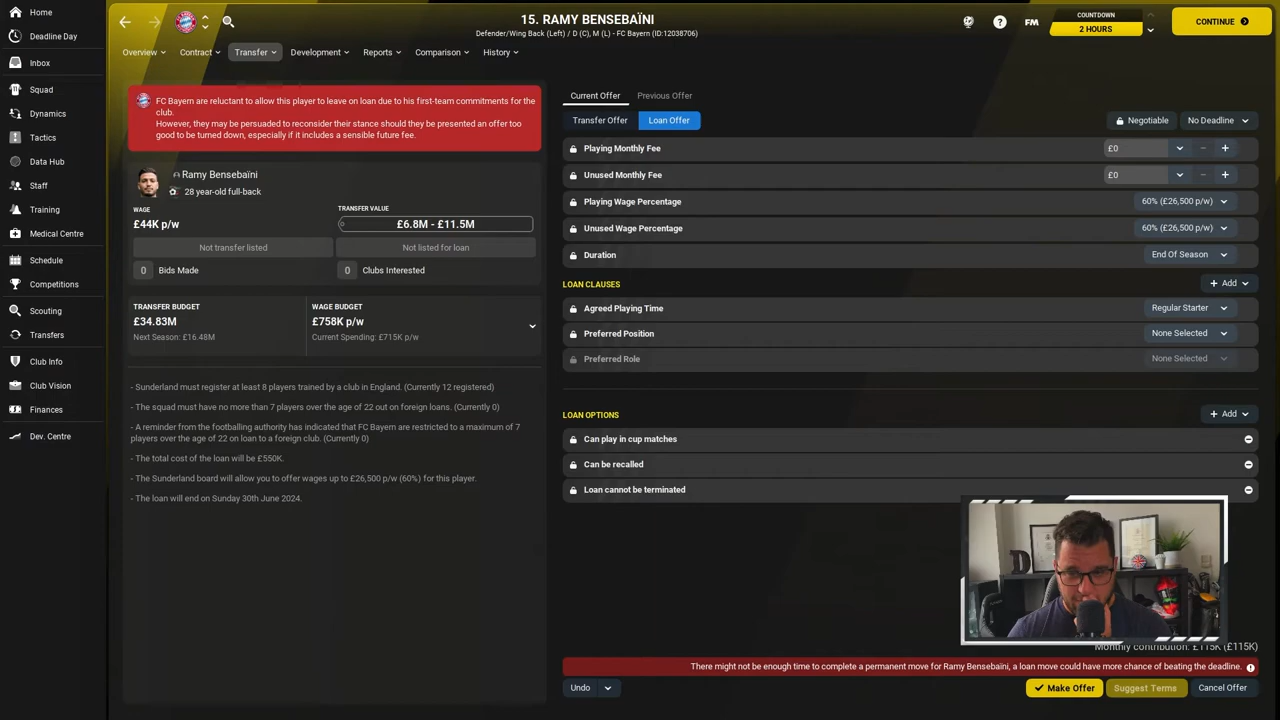 Home
Deadline Day
Inbox
Squad
Dynamics
Tactics
Data Hub
Staff
Training
Medical Centre
Schedule
Competitions
Scouting
Transfers
Club Info
Club Vision
Finances
Dev. Centre
15. RAMY BENSEBAÏNI
Defender/Wing Back (Left) / D (C), M (L) - FC Bayern (ID:12038706)
FM
COUNTDOWN
2 HOURS
CONTINUE
Overview
Contract
Transfer
Development
Reports
Comparison
History
FC Bayern are reluctant to allow this player to leave on loan due to his first-team commitments for the
club.
However, they may be persuaded to reconsider their stance should they be presented an offer too
good to be turned down, especially if it includes a sensible future fee.
Ramy Bensebaïni
28 year-old full-back
WAGE
£44K p/w
TRANSFER VALUE
£6.8M - £11.5M
Not transfer listed
Not listed for loan
0 Bids Made
0 Clubs Interested
TRANSFER BUDGET
£34.83M
Next Season: £16.48M
WAGE BUDGET
£758K p/w
Current Spending: £715K p/w
- Sunderland must register at least 8 players trained by a club in England. (Currently 12 registered)
- The squad must have no more than 7 players over the age of 22 out on foreign loans. (Currently 0)
- A reminder from the footballing authority has indicated that FC Bayern are restricted to a maximum of 7
players over the age of 22 on loan to a foreign club. (Currently 0)
- The total cost of the loan will be £550K.
- The Sunderland board will allow you to offer wages up to £26,500 p/w (60%) for this player.
- The loan will end on Sunday 30th June 2024.
Current Offer
Previous Offer
Transfer Offer
Loan Offer
Negotiable
No Deadline
Playing Monthly Fee
£0
Unused Monthly Fee
£0
Playing Wage Percentage
60% (£26,500 p/w)
Unused Wage Percentage
60% (£26,500 p/w)
Duration
End Of Season
LOAN CLAUSES
Add
Agreed Playing Time
Regular Starter
Preferred Position
None Selected
Preferred Role
None Selected
LOAN OPTIONS
Add
Can play in cup matches
Can be recalled
Loan cannot be terminated
D
Monthly contribution: £115K (£115K)
There might not be enough time to complete a permanent move for Ramy Bensebaïni, a loan move could have more chance of beating the deadline.
Undo
Make Offer
Suggest Terms
Cancel Offer